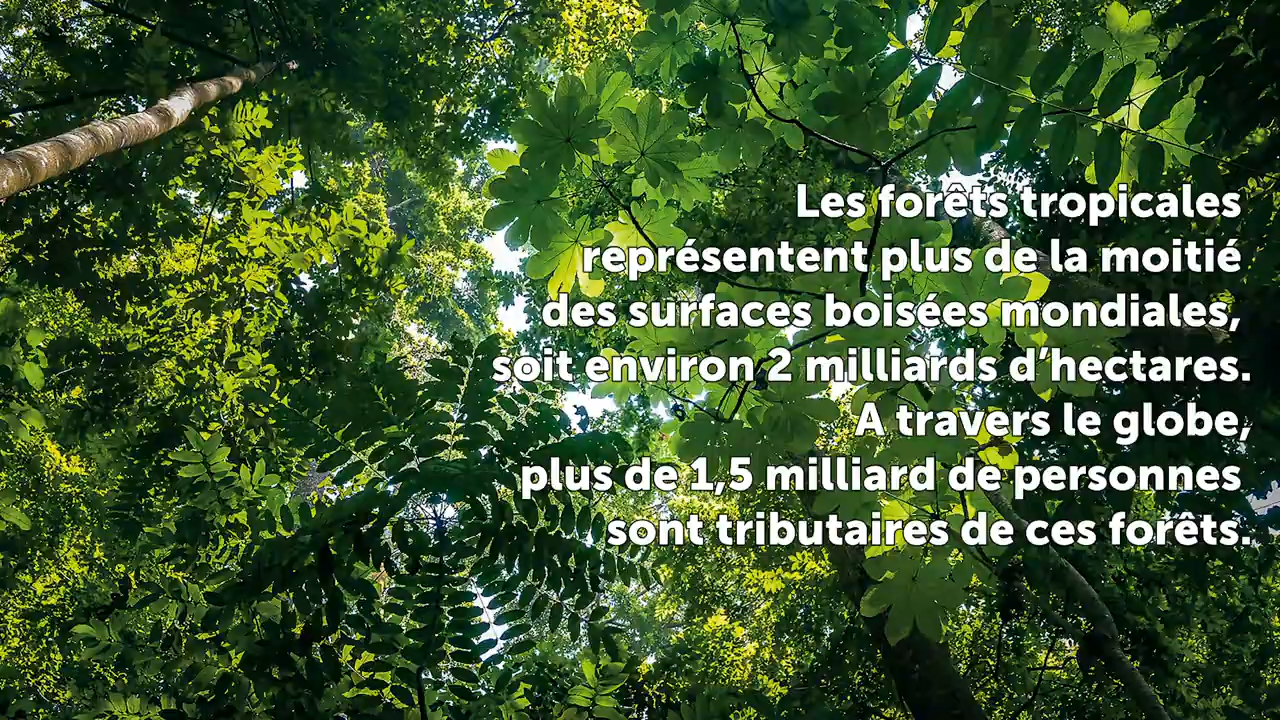 Les forêts tropicales
représentent plus de la moitié
des surfaces boisées mondiales,
soit environ 2 milliards d’hectares.
A travers le globe,
plus de 1,5 milliard de personnes
sont tributaires de ces forêts.